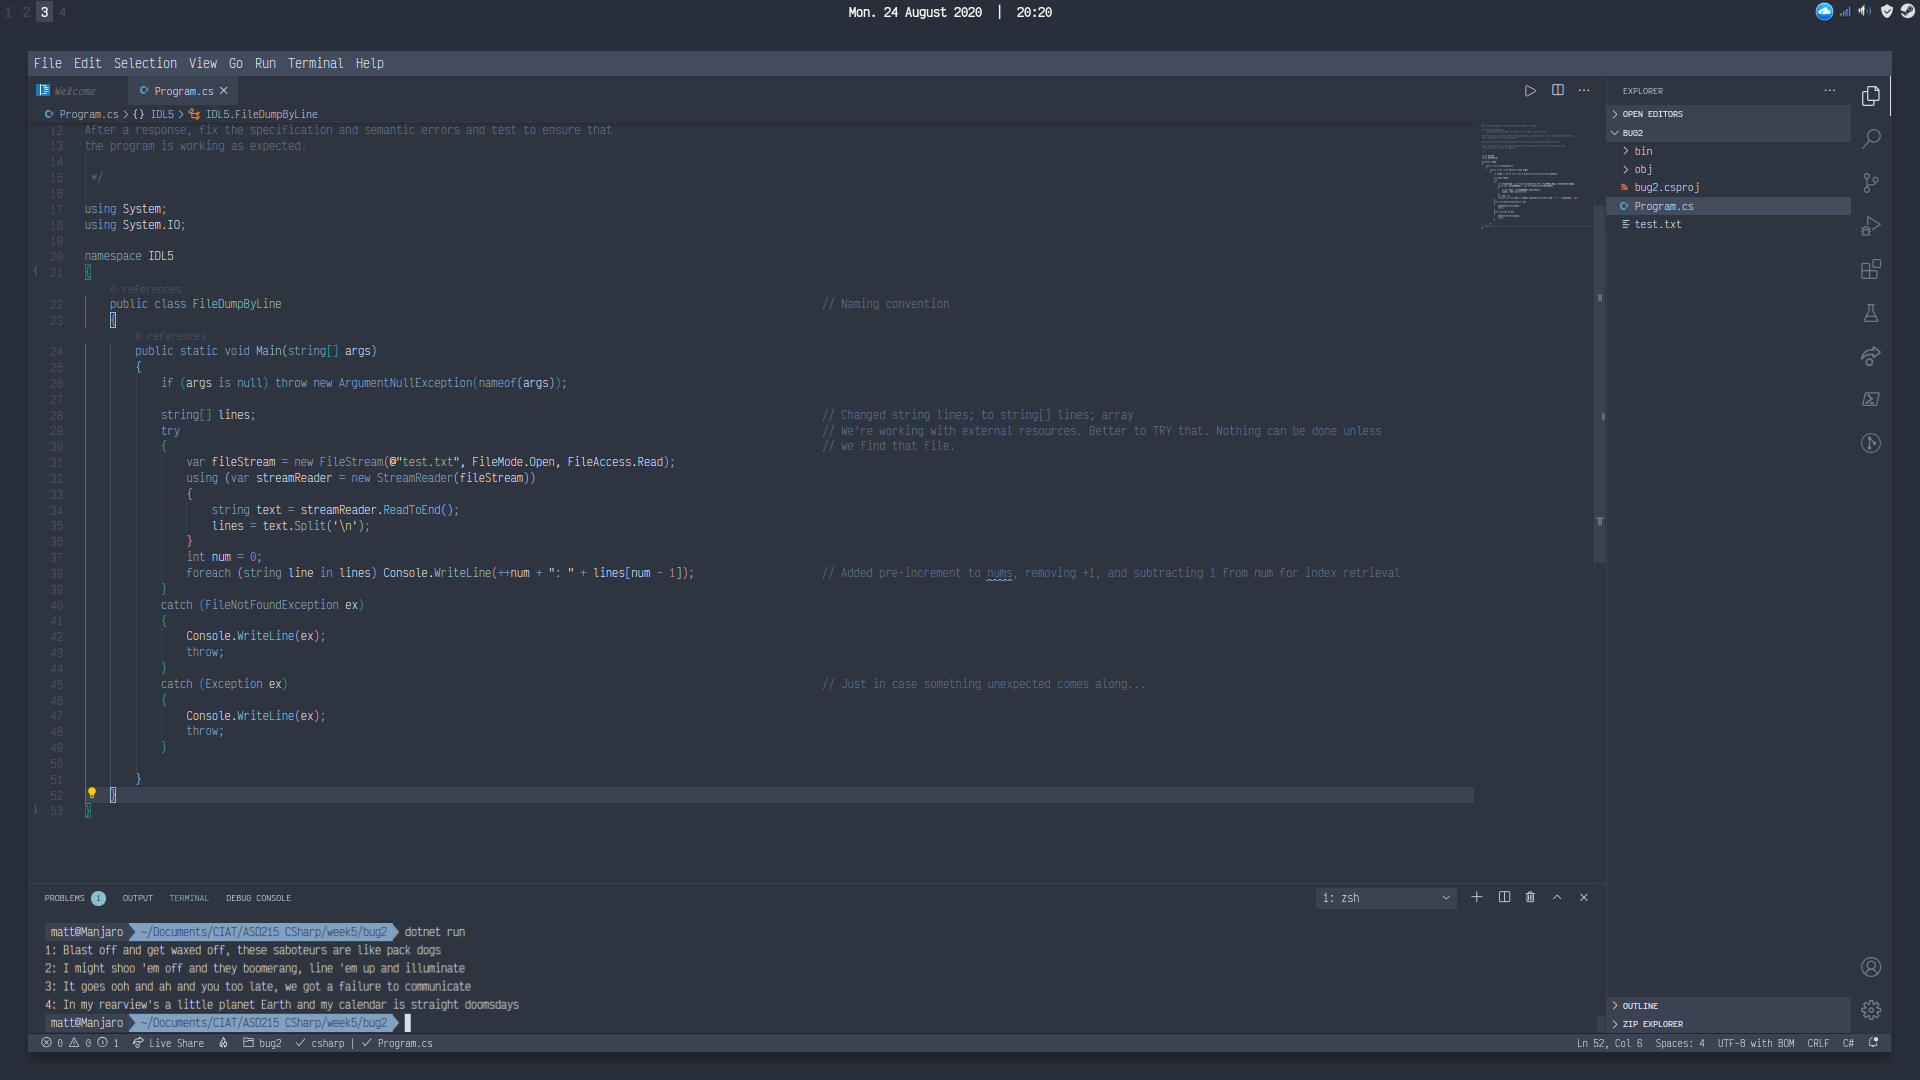 1 2 3 4
Mon. 24 August 2020 | 20:20
File Edit Selection View Go Run Terminal Help
Welcome
Program.cs
Program.cs > {} IDL5 > IDL5.FileDumpByLine
12 After a response, fix the specification and semantic errors and test to ensure that
13 the program is working as expected.
14
15 */
16
17 using System;
18 using System.IO;
19
20 namespace IDL5
21 {
0 references
22 public class FileDumpByLine // Naming convention
23 {
0 references
24 public static void Main(string[] args)
25 {
26 if (args is null) throw new ArgumentNullException(nameof(args));
27
28 string[] lines; // Changed string lines; to string[] lines; array
29 try // We're working with external resources. Better to TRY that. Nothing can be done unless
30 { // we find that file.
31 var fileStream = new FileStream(@"test.txt", FileMode.Open, FileAccess.Read);
32 using (var streamReader = new StreamReader(fileStream))
33 {
34 string text = streamReader.ReadToEnd();
35 lines = text.Split('\n');
36 }
37 int num = 0;
38 foreach (string line in lines) Console.WriteLine(++num + ": " + lines[num - 1]); // Added pre-increment to nums, removing +1, and subtracting 1 from num for index retrieval
39 }
40 catch (FileNotFoundException ex)
41 {
42 Console.WriteLine(ex);
43 throw;
44 }
45 catch (Exception ex) // Just in case something unexpected comes along...
46 {
47 Console.WriteLine(ex);
48 throw;
49 }
50
51 }
52 }
53 }
EXPLORER
OPEN EDITORS
BUG2
bin
obj
bug2.csproj
Program.cs
test.txt
OUTLINE
ZIP EXPLORER
PROBLEMS 1 OUTPUT TERMINAL DEBUG CONSOLE
1: zsh
matt@Manjaro ~/Documents/CIAT/ASD215 CSharp/week5/bug2 dotnet run
1: Blast off and get waxed off, these saboteurs are like pack dogs
2: I might shoo 'em off and they boomerang, line 'em up and illuminate
3: It goes ooh and ah and you too late, we got a failure to communicate
4: In my rearview's a little planet Earth and my calendar is straight doomsdays
matt@Manjaro ~/Documents/CIAT/ASD215 CSharp/week5/bug2
0 0 1 Live Share bug2 csharp | Program.cs
Ln 52, Col 6 Spaces: 4 UTF-8 with BOM CRLF C#